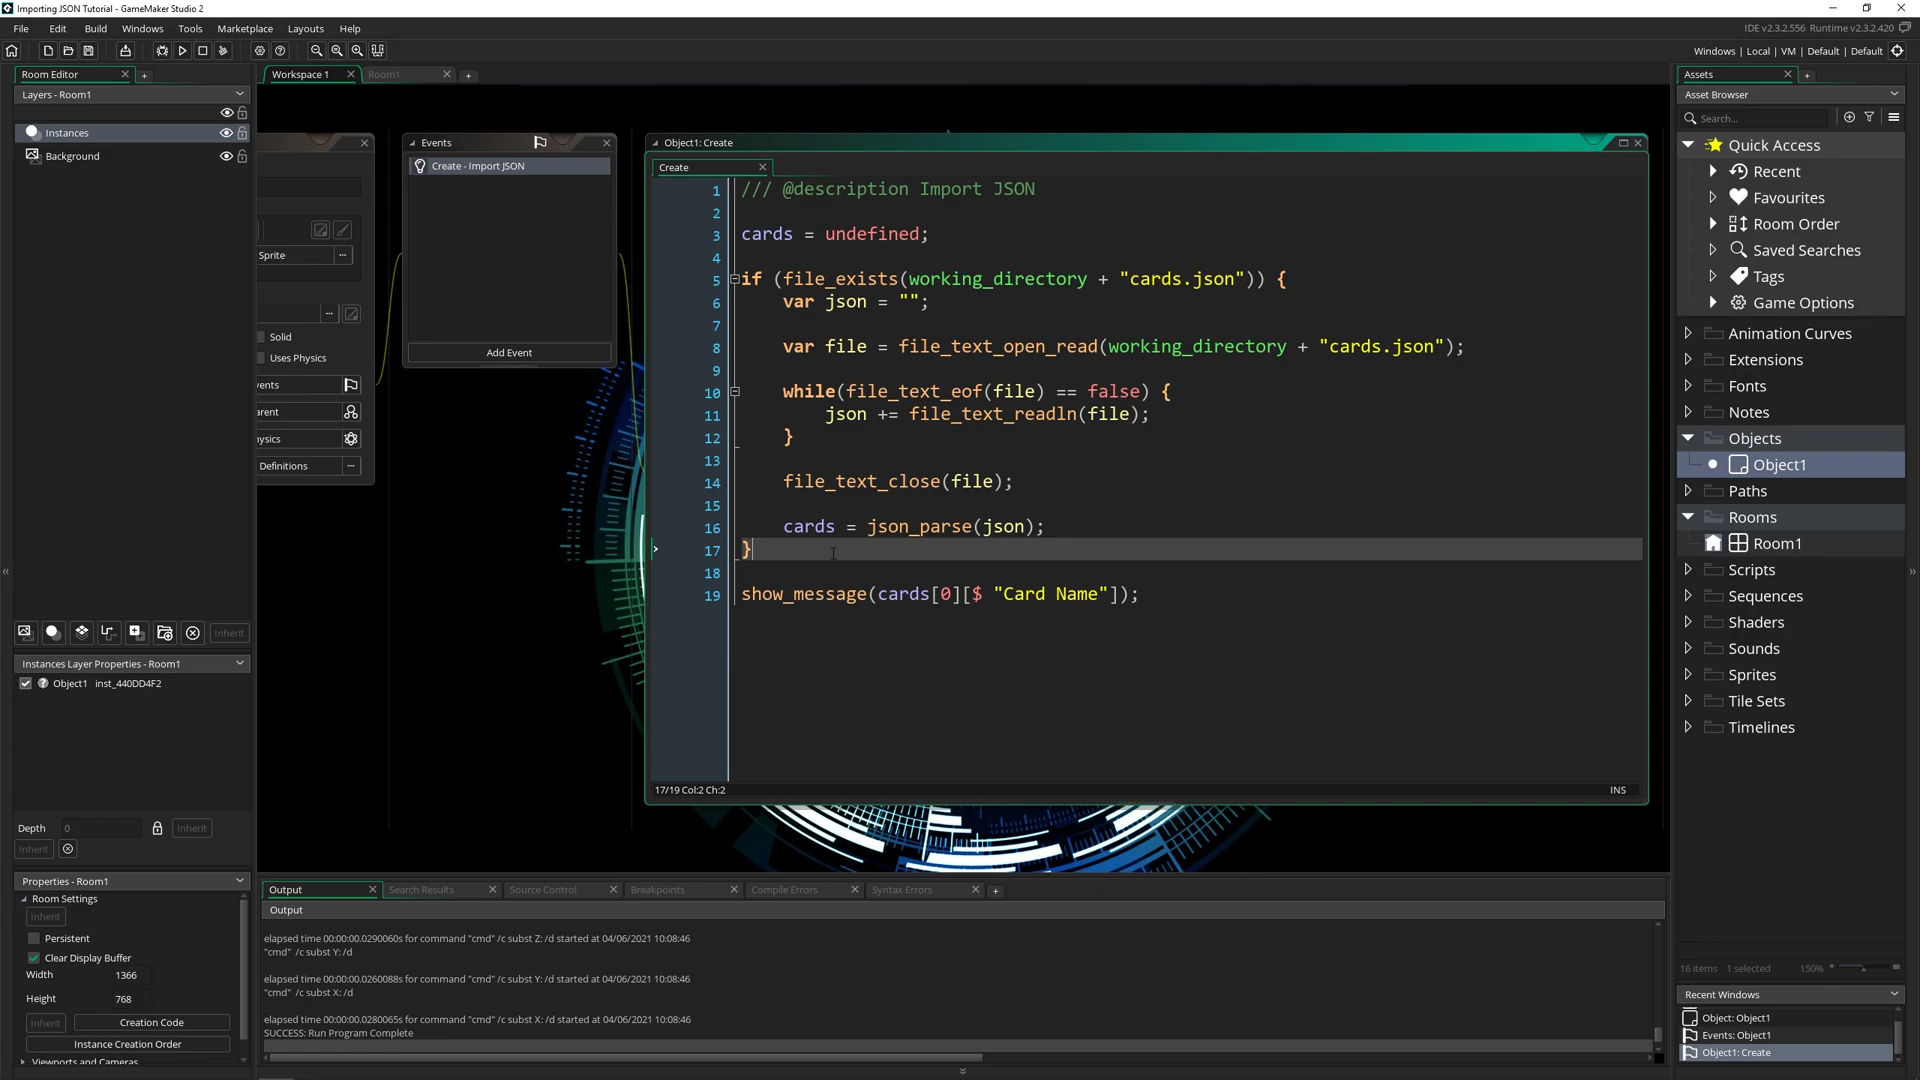 Importing JSON Tutorial - GameMaker Studio 2
File Edit Build Windows Tools Marketplace Layouts Help
IDE v2.3.2.556 Runtime v2.3.2.420
Windows | Local | VM | Default | Default
Room Editor
Layers - Room1
Instances
Background
Inherit
Instances Layer Properties - Room1
Object1 inst_440DD4F2
Depth 0 Inherit
Inherit
Properties - Room1
Room Settings
Inherit
Persistent
Clear Display Buffer
Width 1366
Height 768
Inherit Creation Code
Instance Creation Order
Viewports and Cameras
Workspace 1 Room1
Sprite
Solid
Uses Physics
vents
arent
hysics
Definitions
Events
Create - Import JSON
Add Event
Object1: Create
Create
1 /// @description Import JSON
2
3 cards = undefined;
4
5 if (file_exists(working_directory + "cards.json")) {
6 var json = "";
7
8 var file = file_text_open_read(working_directory + "cards.json");
9
10 while(file_text_eof(file) == false) {
11 json += file_text_readln(file);
12 }
13
14 file_text_close(file);
15
16 cards = json_parse(json);
17 }
18
19 show_message(cards[0][$ "Card Name"]);
17/19 Col:2 Ch:2 INS
Output Search Results Source Control Breakpoints Compile Errors Syntax Errors
Output
elapsed time 00:00:00.0290060s for command "cmd" /c subst Z: /d started at 04/06/2021 10:08:46
"cmd" /c subst Y: /d
elapsed time 00:00:00.0260088s for command "cmd" /c subst Y: /d started at 04/06/2021 10:08:46
"cmd" /c subst X: /d
elapsed time 00:00:00.0280065s for command "cmd" /c subst X: /d started at 04/06/2021 10:08:46
SUCCESS: Run Program Complete
Assets
Asset Browser
Search...
Quick Access
Recent
Favourites
Room Order
Saved Searches
Tags
Game Options
Animation Curves
Extensions
Fonts
Notes
Objects
Object1
Paths
Rooms
Room1
Scripts
Sequences
Shaders
Sounds
Sprites
Tile Sets
Timelines
16 items 1 selected 150%
Recent Windows
Object: Object1
Events: Object1
Object1: Create